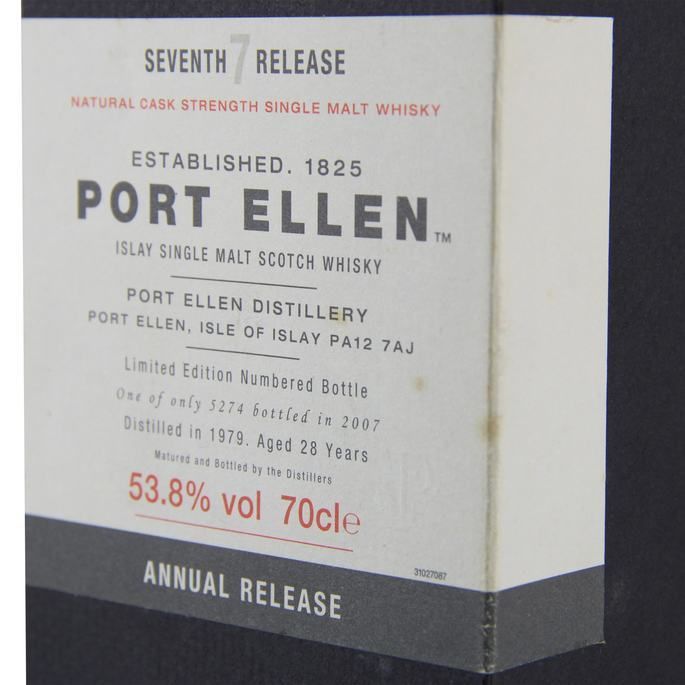 SEVENTH 7 RELEASE
NATURAL CASK STRENGTH SINGLE MALT WHISKY
ESTABLISHED. 1825
PORT ELLEN™
ISLAY SINGLE MALT SCOTCH WHISKY
PORT ELLEN DISTILLERY
PORT ELLEN, ISLE OF ISLAY PA12 7AJ
Limited Edition Numbered Bottle
One of only 5274 bottled in 2007
Distilled in 1979. Aged 28 Years
Matured and Bottled by the Distillers
53.8% vol 70cl℮
31027087
ANNUAL RELEASE